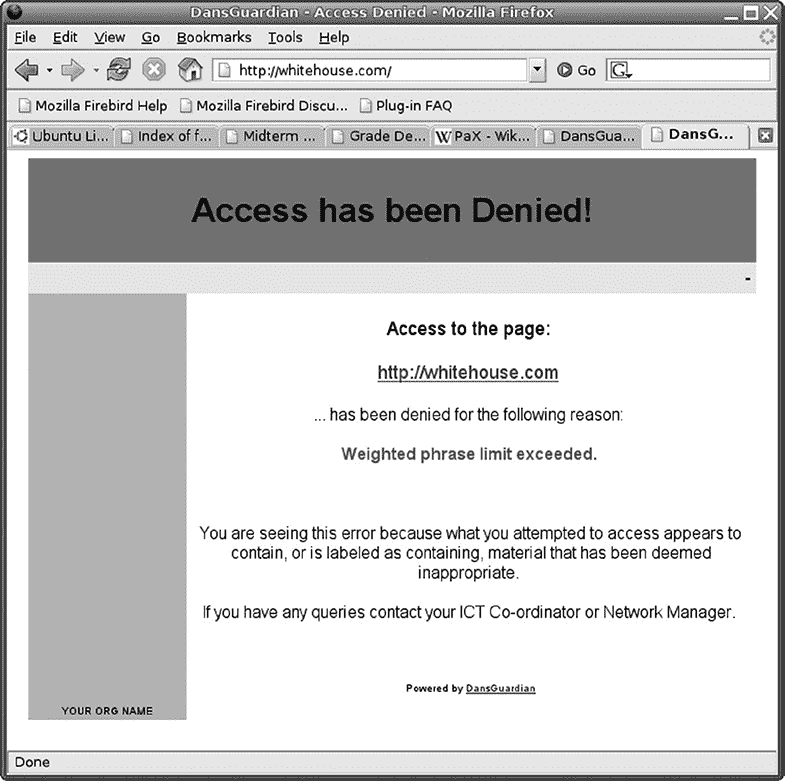 DansGuardian - Access Denied - Mozilla Firefox
File Edit View Go Bookmarks Tools Help
http://whitehouse.com/ Go G
Mozilla Firebird Help Mozilla Firebird Discu... Plug-in FAQ
Ubuntu Li... Index of f... Midterm ... Grade De... W PaX - Wik... DansGua... DansG...
Access has been Denied!
-
Access to the page:
http://whitehouse.com
... has been denied for the following reason:
Weighted phrase limit exceeded.
You are seeing this error because what you attempted to access appears to
contain, or is labeled as containing, material that has been deemed
inappropriate.
If you have any queries contact your ICT Co-ordinator or Network Manager.
Powered by DansGuardian
YOUR ORG NAME
Done